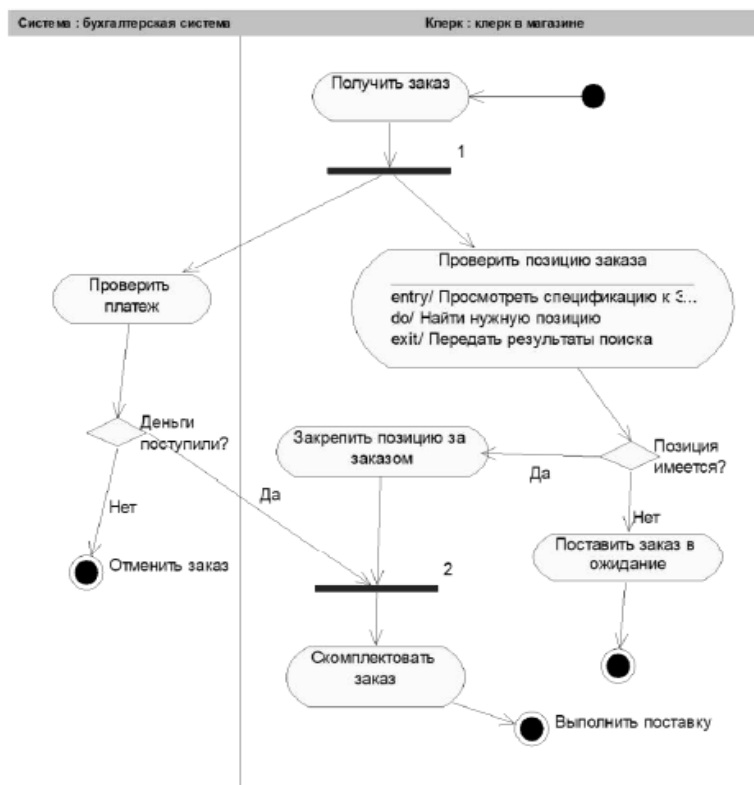 Система : бухгалтерская система
Клерк : клерк в магазине
Получить заказ
1
Проверить
платеж
Проверить позицию заказа
entry/ Просмотреть спецификацию к З...
do/ Найти нужную позицию
exit/ Передать результаты поиска
Деньги
поступили?
Закрепить позицию за
заказом
Позиция
имеется?
Да
Да
Нет
Нет
Отменить заказ
Поставить заказ в
ожидание
2
Скомплектовать
заказ
Выполнить поставку